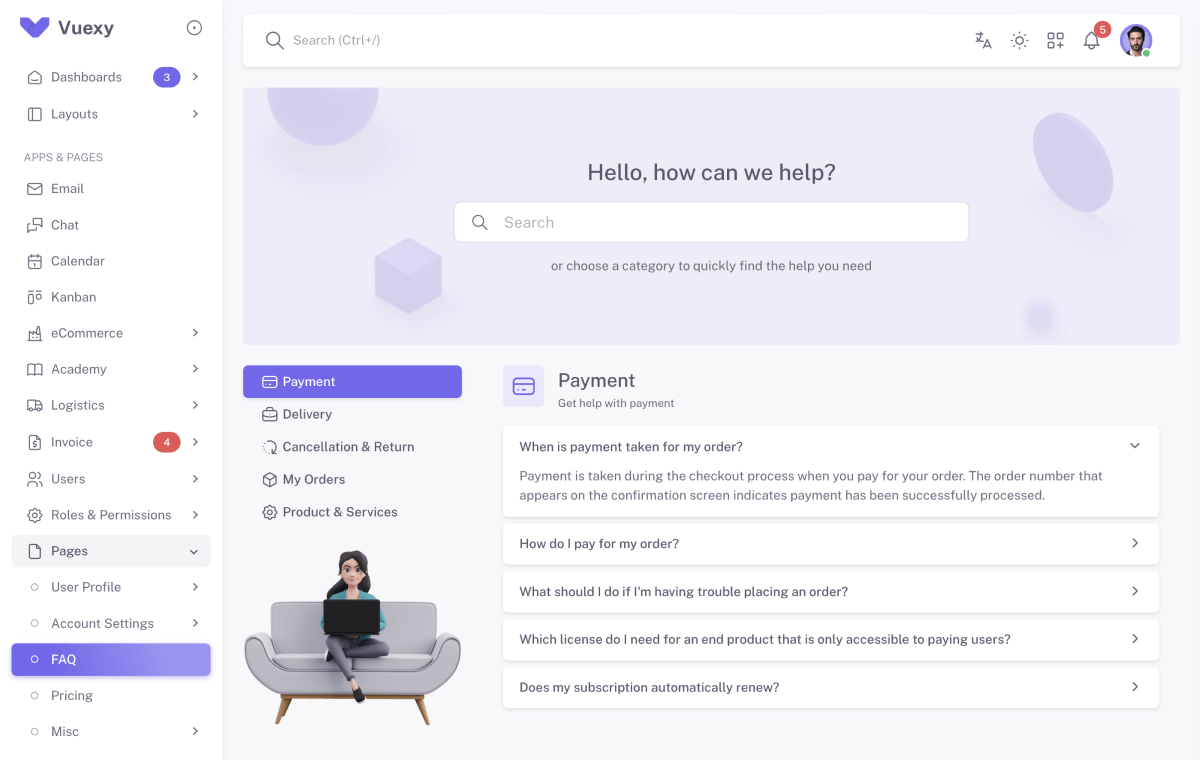 Vuexy
Dashboards 3
Layouts
APPS & PAGES
Email
Chat
Calendar
Kanban
eCommerce
Academy
Logistics
Invoice 4
Users
Roles & Permissions
Pages
User Profile
Account Settings
FAQ
Pricing
Misc
Search (Ctrl+/)
5
Hello, how can we help?
Search
or choose a category to quickly find the help you need
Payment
Delivery
Cancellation & Return
My Orders
Product & Services
Payment
Get help with payment
When is payment taken for my order?
Payment is taken during the checkout process when you pay for your order. The order number that
appears on the confirmation screen indicates payment has been successfully processed.
How do I pay for my order?
What should I do if I'm having trouble placing an order?
Which license do I need for an end product that is only accessible to paying users?
Does my subscription automatically renew?